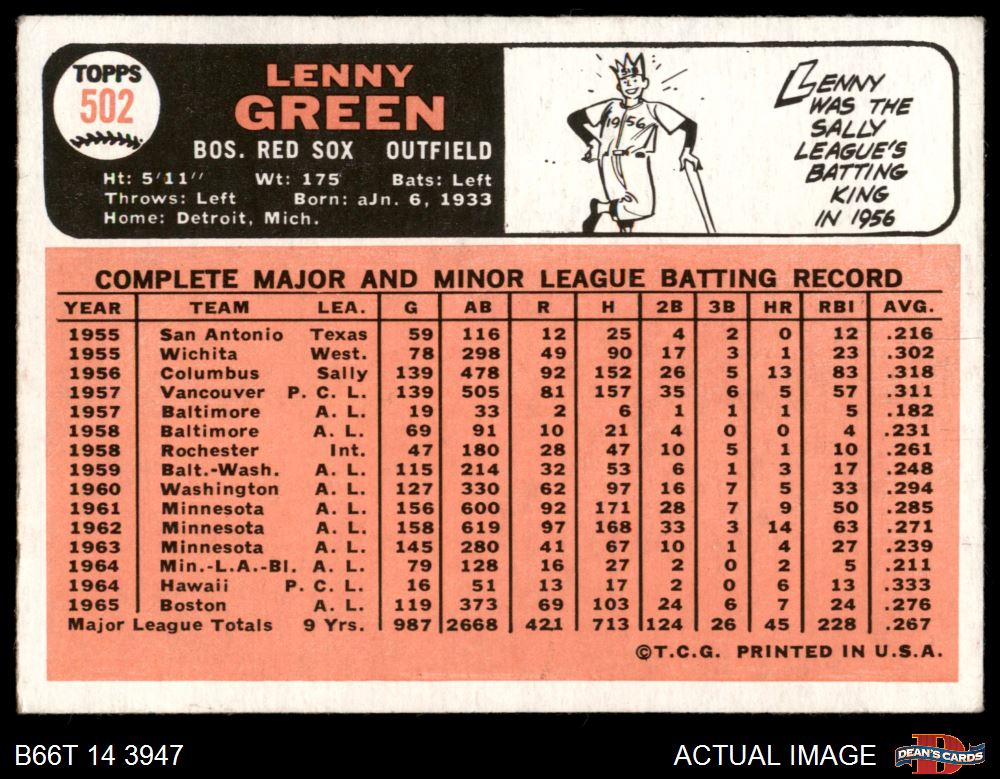 TOPPS
502
LENNY
GREEN
BOS. RED SOX OUTFIELD
Ht: 5'11" Wt: 175 Bats: Left
Throws: Left Born: aJn. 6, 1933
Home: Detroit, Mich.
1956
LENNY
WAS THE
SALLY
LEAGUE'S
BATTING
KING
IN 1956
COMPLETE MAJOR AND MINOR LEAGUE BATTING RECORD
YEAR TEAM LEA. G AB R H 2B 3B HR RBI AVG.
1955 San Antonio Texas 59 116 12 25 4 2 0 12 .216
1955 Wichita West. 78 298 49 90 17 3 1 23 .302
1956 Columbus Sally 139 478 92 152 26 5 13 83 .318
1957 Vancouver P. C. L. 139 505 81 157 35 6 5 57 .311
1957 Baltimore A. L. 19 33 2 6 1 1 1 5 .182
1958 Baltimore A. L. 69 91 10 21 4 0 0 4 .231
1958 Rochester Int. 47 180 28 47 10 5 1 10 .261
1959 Balt.-Wash. A. L. 115 214 32 53 6 1 3 17 .248
1960 Washington A. L. 127 330 62 97 16 7 5 33 .294
1961 Minnesota A. L. 156 600 92 171 28 7 9 50 .285
1962 Minnesota A. L. 158 619 97 168 33 3 14 63 .271
1963 Minnesota A. L. 145 280 41 67 10 1 4 27 .239
1964 Min.-L.A.-Bl. A. L. 79 128 16 27 2 0 2 5 .211
1964 Hawaii P. C. L. 16 51 13 17 2 0 6 13 .333
1965 Boston A. L. 119 373 69 103 24 6 7 24 .276
Major League Totals 9 Yrs. 987 2668 421 713 124 26 45 228 .267
©T.C.G. PRINTED IN U.S.A.
B66T 14 3947
ACTUAL IMAGE
DEAN'S CARDS